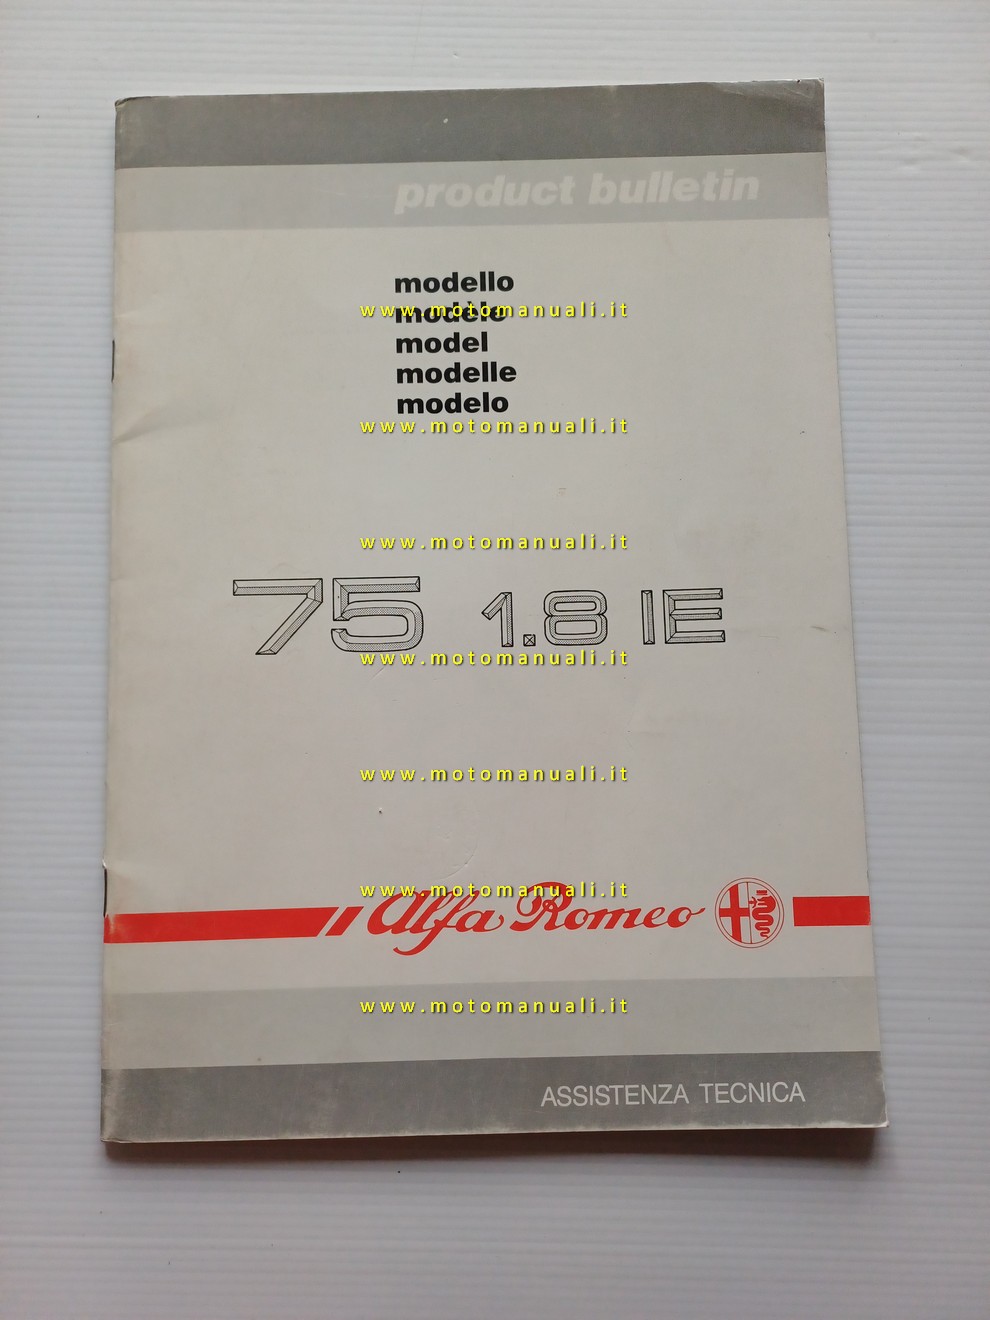 product bulletin
modello
www.motomanuali.it
modèle
model
modelle
modelo
www.motomanuali.it
www.motomanuali.it
75 1.8 IE
www.motomanuali.it
www.motomanuali.it
www.motomanuali.it
Alfa Romeo
www.motomanuali.it
ASSISTENZA TECNICA